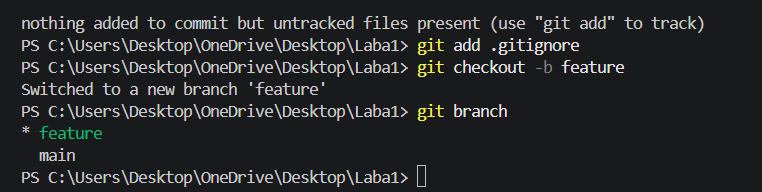 nothing added to commit but untracked files present (use "git add" to track)
PS C:\Users\Desktop\OneDrive\Desktop\Laba1> git add .gitignore
PS C:\Users\Desktop\OneDrive\Desktop\Laba1> git checkout -b feature
Switched to a new branch 'feature'
PS C:\Users\Desktop\OneDrive\Desktop\Laba1> git branch
* feature
  main
PS C:\Users\Desktop\OneDrive\Desktop\Laba1>